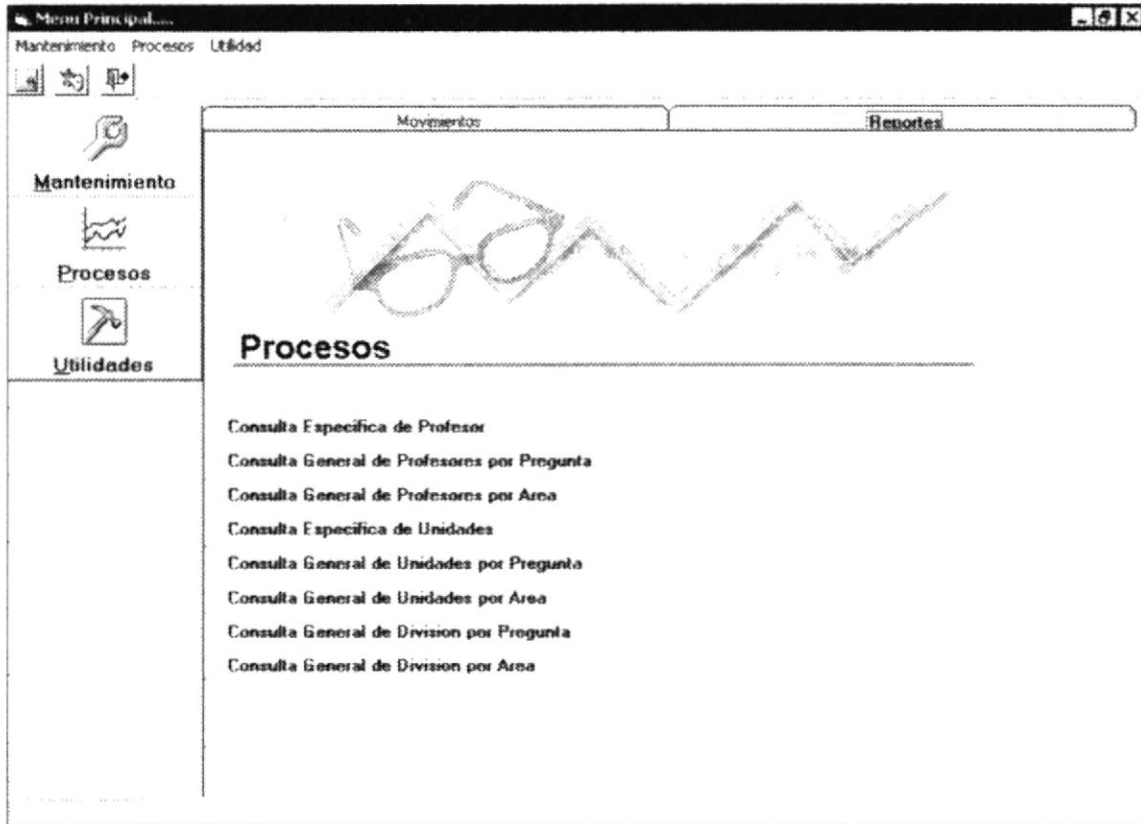 Menu Principal.....
Mantenimiento Procesos Utilidad
Movimientos Reportes
Mantenimiento
Procesos
Utilidades
Procesos
Consulta Especifica de Profesor
Consulta General de Profesores por Pregunta
Consulta General de Profesores por Area
Consulta Especifica de Unidades
Consulta General de Unidades por Pregunta
Consulta General de Unidades por Area
Consulta General de Division por Pregunta
Consulta General de Division por Area